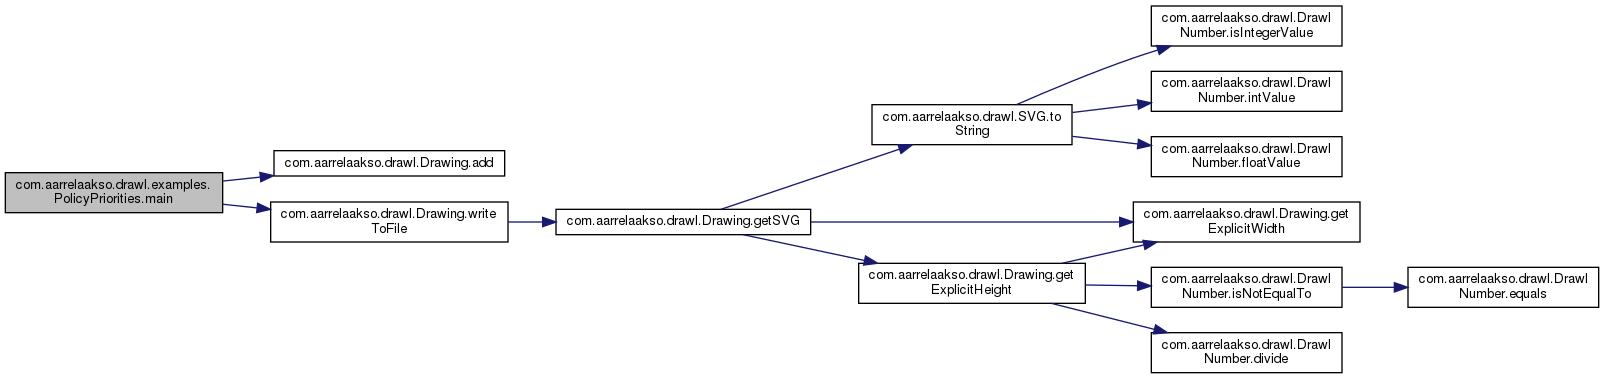 com.aarrelaakso.drawl.examples.
PolicyPriorities.main
com.aarrelaakso.drawl.Drawing.add
com.aarrelaakso.drawl.Drawing.write
ToFile
com.aarrelaakso.drawl.Drawing.getSVG
com.aarrelaakso.drawl.SVG.to
String
com.aarrelaakso.drawl.Drawl
Number.isIntegerValue
com.aarrelaakso.drawl.Drawl
Number.intValue
com.aarrelaakso.drawl.Drawl
Number.floatValue
com.aarrelaakso.drawl.Drawing.get
ExplicitWidth
com.aarrelaakso.drawl.Drawing.get
ExplicitHeight
com.aarrelaakso.drawl.Drawl
Number.isNotEqualTo
com.aarrelaakso.drawl.Drawl
Number.equals
com.aarrelaakso.drawl.Drawl
Number.divide